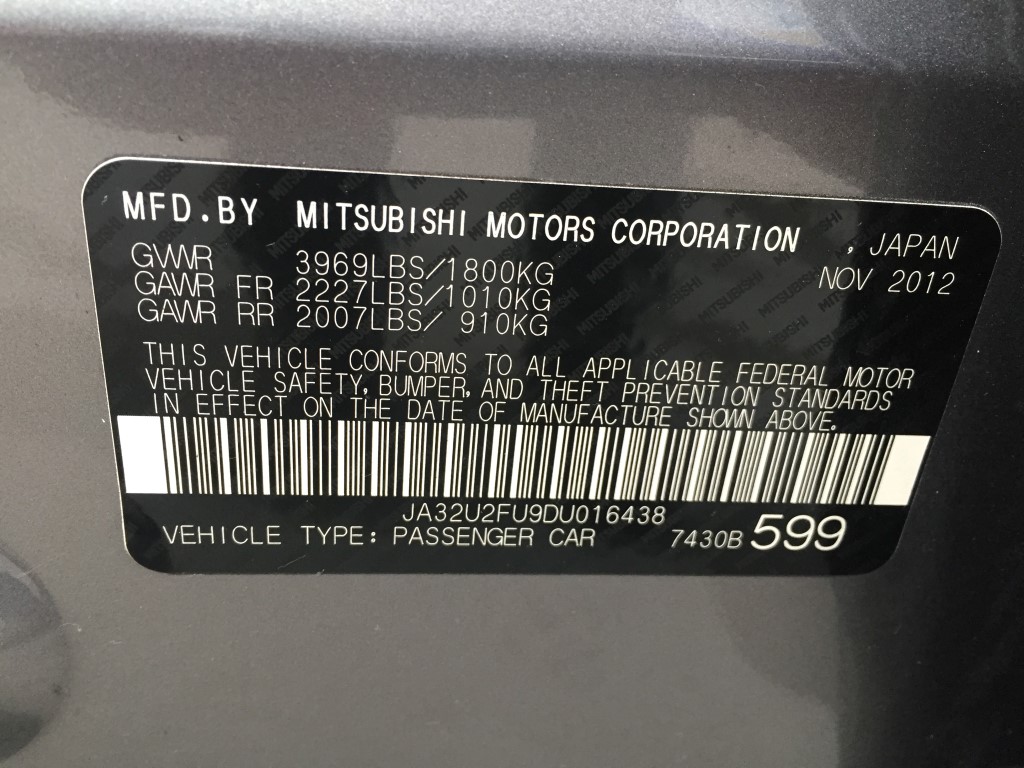 MFD.BY MITSUBISHI MOTORS CORPORATION , JAPAN
GVWR 3969LBS/1800KG NOV 2012
GAWR FR 2227LBS/1010KG
GAWR RR 2007LBS/ 910KG
THIS VEHICLE CONFORMS TO ALL APPLICABLE FEDERAL MOTOR
VEHICLE SAFETY, BUMPER, AND THEFT PREVENTION STANDARDS
IN EFFECT ON THE DATE OF MANUFACTURE SHOWN ABOVE.
JA32U2FU9DU016438
VEHICLE TYPE: PASSENGER CAR 7430B 599